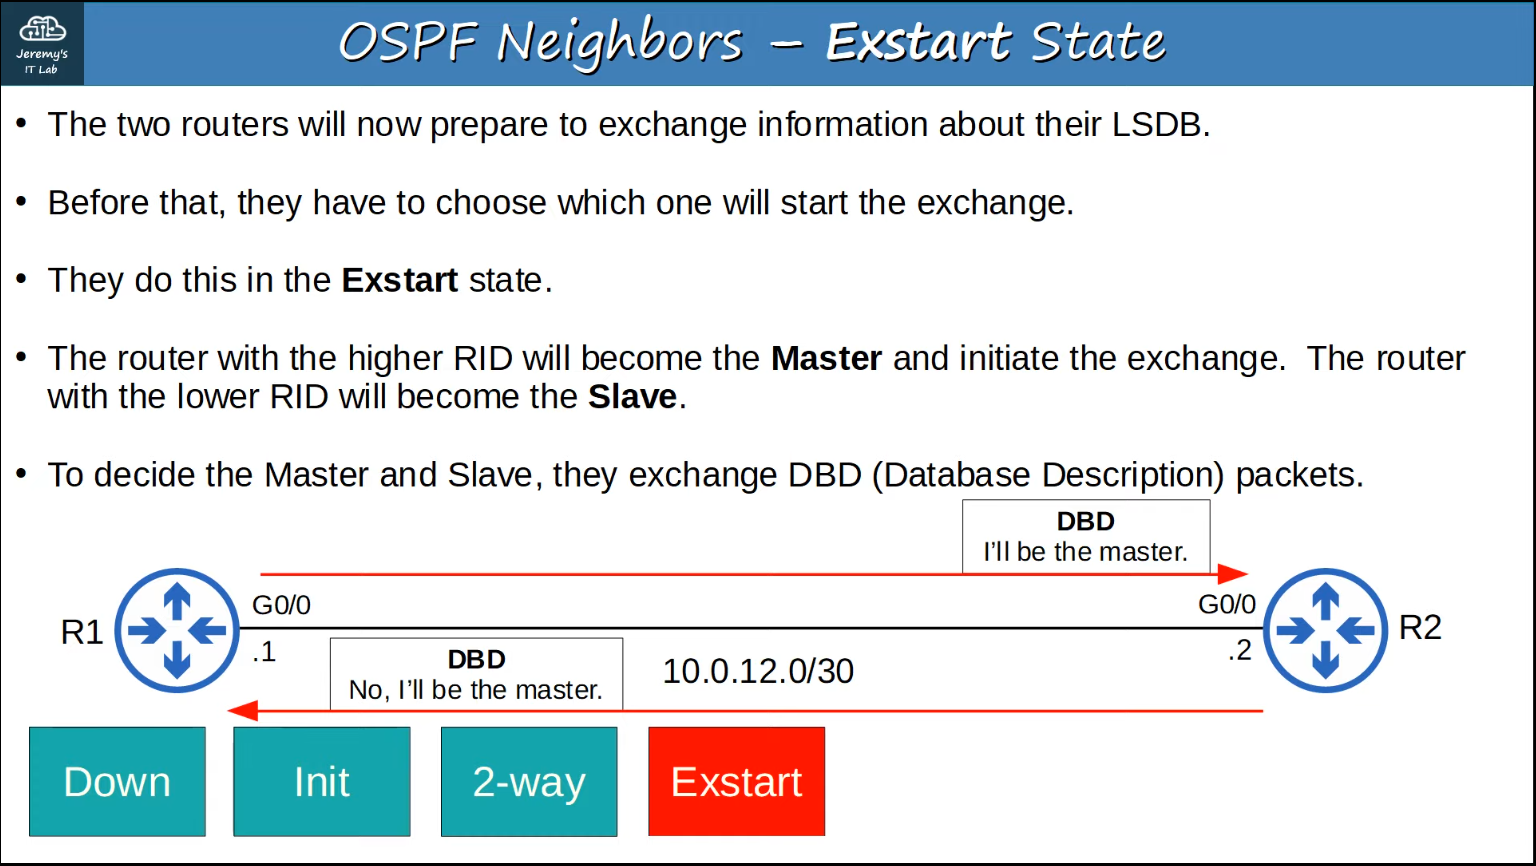 Jeremy's
IT Lab
OSPF Neighbors – Exstart State
• The two routers will now prepare to exchange information about their LSDB.
• Before that, they have to choose which one will start the exchange.
• They do this in the Exstart state.
• The router with the higher RID will become the Master and initiate the exchange.  The router
with the lower RID will become the Slave.
• To decide the Master and Slave, they exchange DBD (Database Description) packets.
DBD
I'll be the master.
G0/0
G0/0
R1
R2
.1
.2
DBD
No, I'll be the master.
10.0.12.0/30
Down
Init
2-way
Exstart